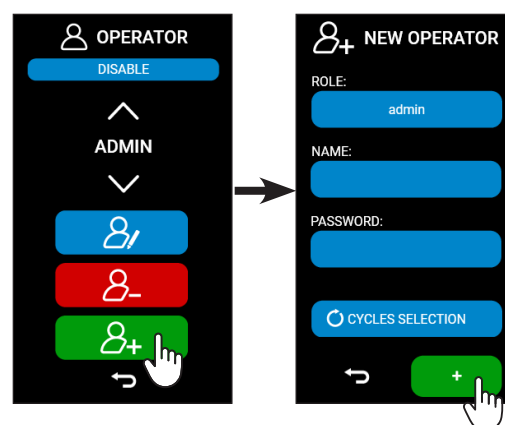 OPERATOR
DISABLE
ADMIN
NEW OPERATOR
ROLE:
admin
NAME:
PASSWORD:
CYCLES SELECTION
+